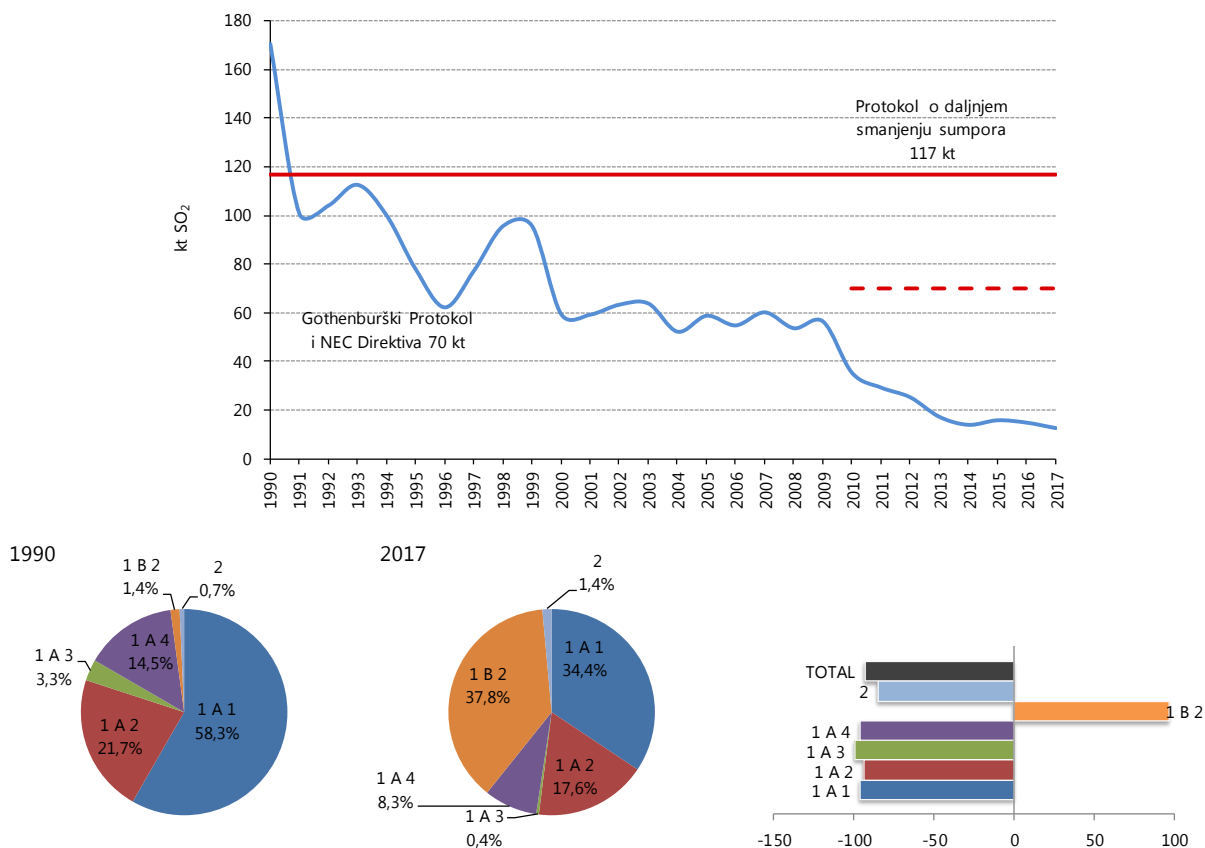 180
160
140
120
100
80
60
40
20
0
kt SO₂
Protokol o daljnjem
smanjenju sumpora
117 kt
Gothenburški Protokol
i NEC Direktiva 70 kt
1990
1991
1992
1993
1994
1995
1996
1997
1998
1999
2000
2001
2002
2003
2004
2005
2006
2007
2008
2009
2010
2011
2012
2013
2014
2015
2016
2017
1990
1 B 2
1,4%
2
0,7%
1 A 4
14,5%
1 A 3
3,3%
1 A 1
58,3%
1 A 2
21,7%
2017
2
1,4%
1 A 1
34,4%
1 B 2
37,8%
1 A 2
17,6%
1 A 4
8,3%
1 A 3
0,4%
TOTAL
2
1 B 2
1 A 4
1 A 3
1 A 2
1 A 1
-150
-100
-50
0
50
100